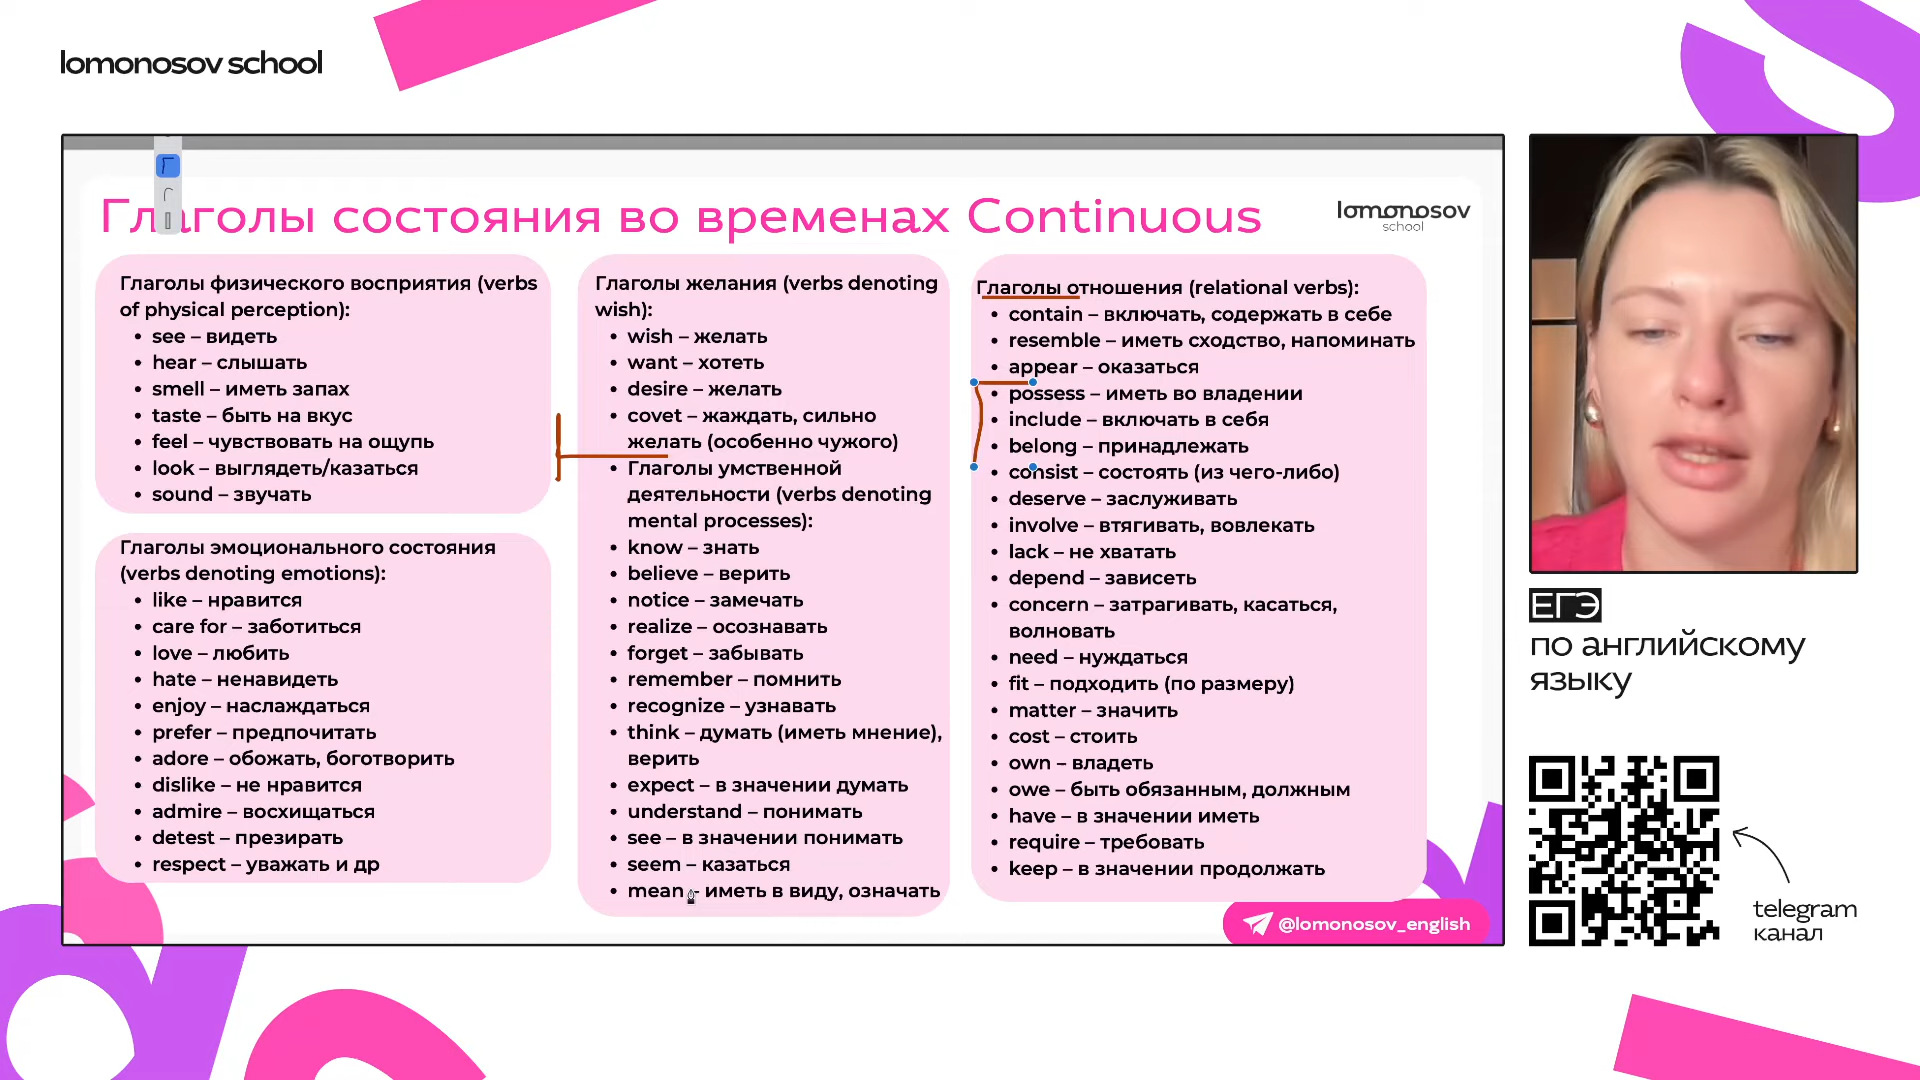 lomonosov school
Глаголы состояния во временах Continuous
lomonosov
school
Глаголы физического восприятия (verbs
of physical perception):
• see – видеть
• hear – слышать
• smell – иметь запах
• taste – быть на вкус
• feel – чувствовать на ощупь
• look – выглядеть/казаться
• sound – звучать
Глаголы эмоционального состояния
(verbs denoting emotions):
• like – нравится
• care for – заботиться
• love – любить
• hate – ненавидеть
• enjoy – наслаждаться
• prefer – предпочитать
• adore – обожать, боготворить
• dislike – не нравится
• admire – восхищаться
• detest – презирать
• respect – уважать и др
Глаголы желания (verbs denoting
wish):
• wish – желать
• want – хотеть
• desire – желать
• covet – жаждать, сильно
желать (особенно чужого)
• Глаголы умственной
деятельности (verbs denoting
mental processes):
• know – знать
• believe – верить
• notice – замечать
• realize – осознавать
• forget – забывать
• remember – помнить
• recognize – узнавать
• think – думать (иметь мнение),
верить
• expect – в значении думать
• understand – понимать
• see – в значении понимать
• seem – казаться
• mean – иметь в виду, означать
Глаголы отношения (relational verbs):
• contain – включать, содержать в себе
• resemble – иметь сходство, напоминать
• appear – оказаться
• possess – иметь во владении
• include – включать в себя
• belong – принадлежать
• consist – состоять (из чего-либо)
• deserve – заслуживать
• involve – втягивать, вовлекать
• lack – не хватать
• depend – зависеть
• concern – затрагивать, касаться,
волновать
• need – нуждаться
• fit – подходить (по размеру)
• matter – значить
• cost – стоить
• own – владеть
• owe – быть обязанным, должным
• have – в значении иметь
• require – требовать
• keep – в значении продолжать
@lomonosov_english
ЕГЭ
по английскому
языку
telegram
канал